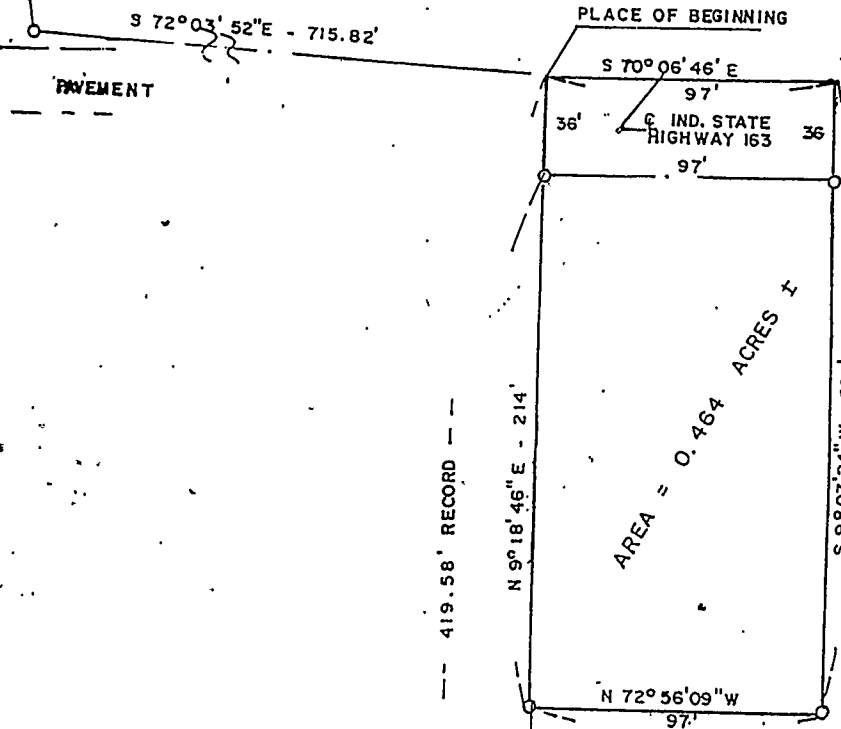 S 72°03' 52"E - 715.82'
PLACE OF BEGINNING
PAVEMENT
S 70°06'46" E
97'
36'
℄ IND. STATE
HIGHWAY 163
36
97'
419.58' RECORD
N 9°18'46" E - 214'
AREA = 0.464 ACRES ±
N 72°56'09"W
97'